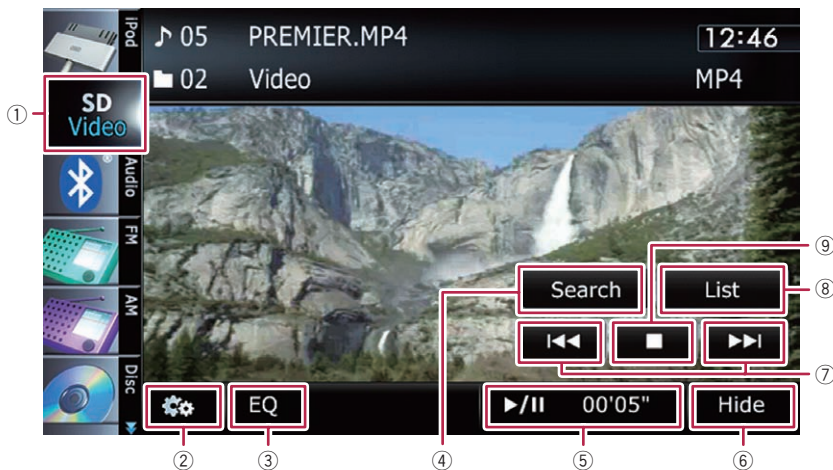 iPod
♪ 05 PREMIER.MP4 12:46
02 Video MP4
① SD
Video
Audio
FM
⑨
Search List ⑧
AM
⑦
Disc
EQ ►/II 00'05" Hide
② ③ ④ ⑤ ⑥